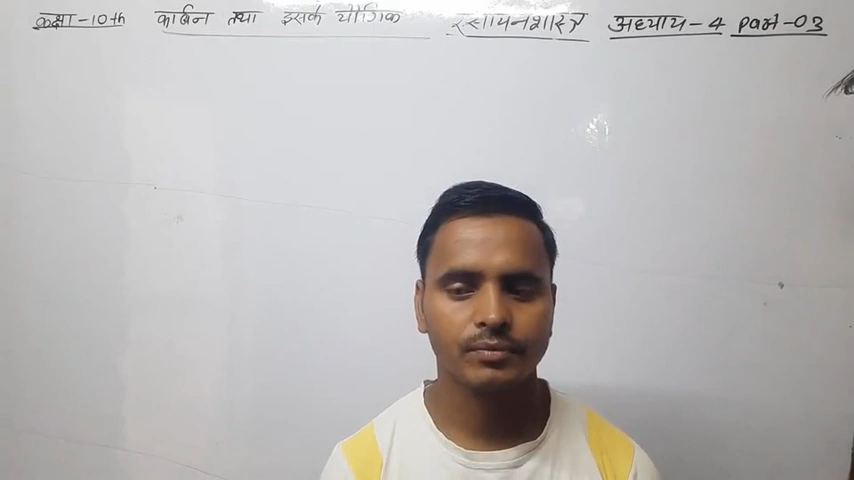 कक्षा-10th कार्बन तथा इसके यौगिक रसायनशास्त्र अध्याय-4 Part-03